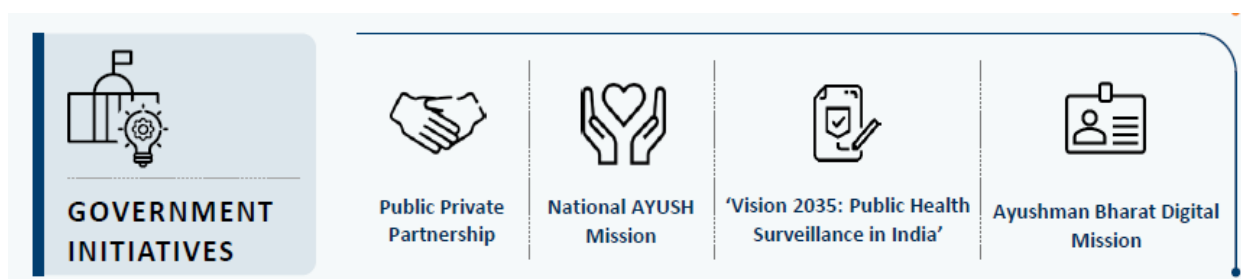 GOVERNMENT
INITIATIVES
Public Private
Partnership
National AYUSH
Mission
‘Vision 2035: Public Health
Surveillance in India’
Ayushman Bharat Digital
Mission